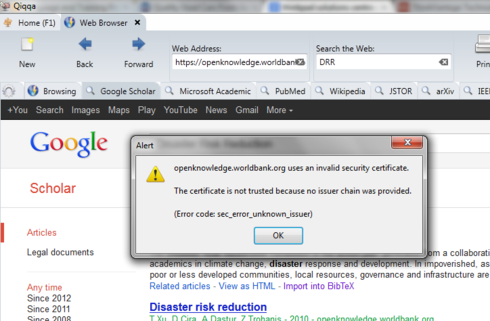 Qiqqa
Home (F1) Web Browser
New Back Forward Web Address: Search the Web: Print
https://openknowledge.worldbank DRR
Browsing Google Scholar Microsoft Academic PubMed Wikipedia JSTOR arXiv IEEE
+You Search Images Maps Play YouTube News Gmail More
Google Disaster Risk Reduction
Alert
openknowledge.worldbank.org uses an invalid security certificate.
The certificate is not trusted because no issuer chain was provided.
(Error code: sec_error_unknown_issuer)
OK
Scholar
Articles
Legal documents
Any time
Since 2012
Since 2011
Since 2008
from a collaborati
academics in climate change, disaster response and development. In impoverished, as
poor or less developed communities, local resources, governance and infrastructure are
Related articles - View as HTML - Import into BibTeX
Disaster risk reduction
T Xu, D Cira, A Dastur, Z Trohanis - 2010 - openknowledge.worldbank.org